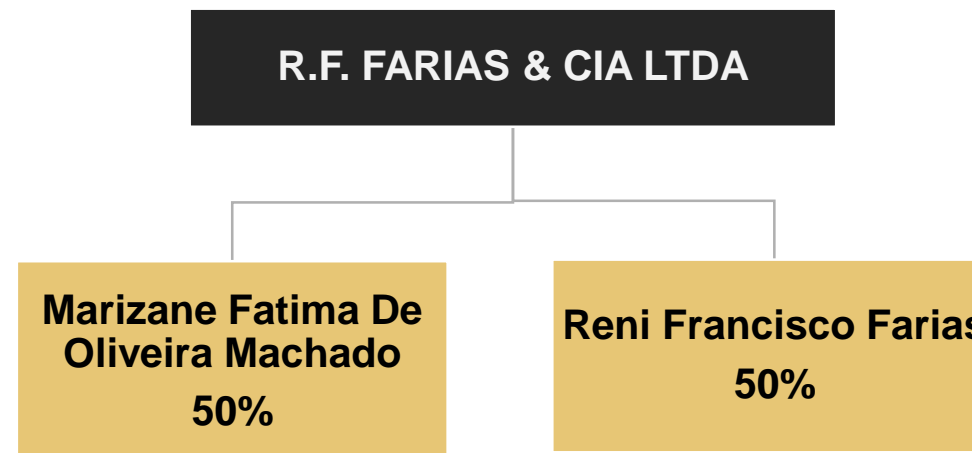 R.F. FARIAS & CIA LTDA
Marizane Fatima De
Oliveira Machado
50%
Reni Francisco Farias
50%